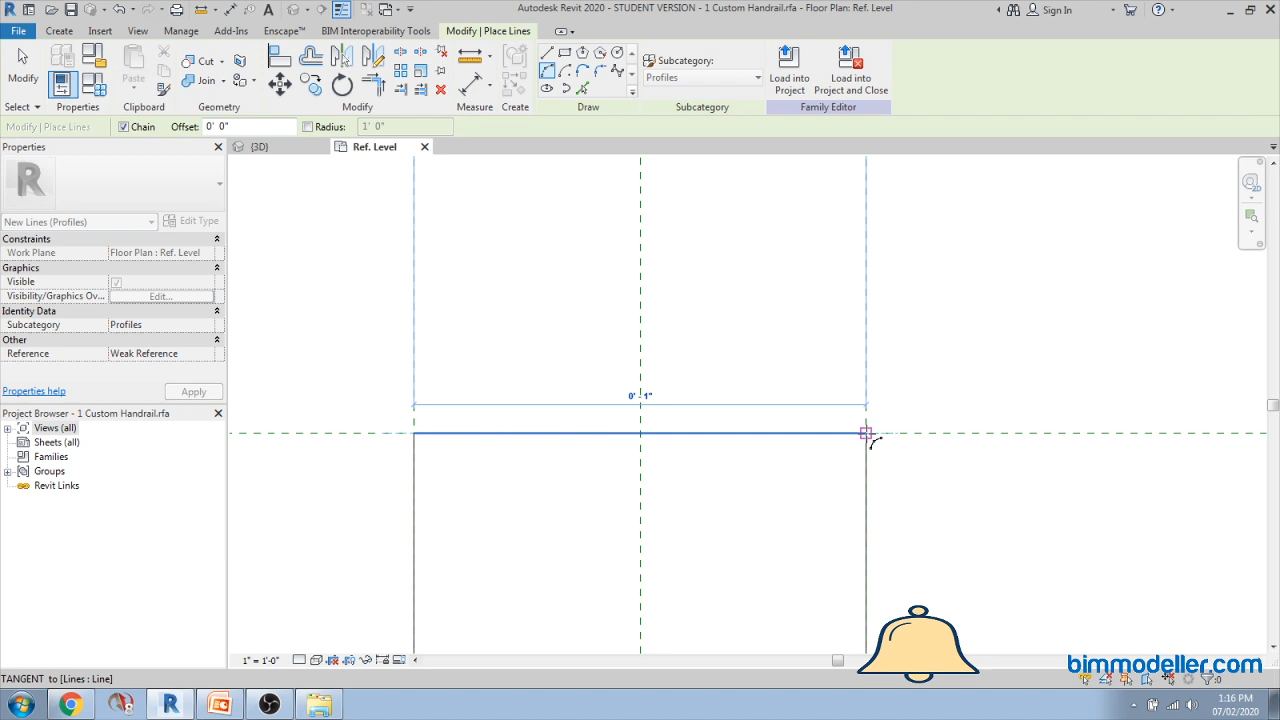 Autodesk Revit 2020 - STUDENT VERSION - 1 Custom Handrail.rfa - Floor Plan: Ref. Level
Sign In
File Create Insert View Manage Add-Ins Enscape™ BIM Interoperability Tools Modify | Place Lines
Modify
Paste
Cut
Join
Subcategory:
Profiles
Load into Project
Load into Project and Close
Select Properties Clipboard Geometry Modify Measure Create Draw Subcategory Family Editor
Modify | Place Lines Chain Offset: 0' 0" Radius: 1' 0"
Properties
{3D}
Ref. Level
New Lines (Profiles)
Edit Type
Constraints
Work Plane Floor Plan : Ref. Level
Graphics
Visible
Visibility/Graphics Ov... Edit...
Identity Data
Subcategory Profiles
Other
Reference Weak Reference
Properties help
Apply
0' - 1"
Project Browser - 1 Custom Handrail.rfa
Views (all)
Sheets (all)
Families
Groups
Revit Links
1" = 1'-0"
bimmodeller.com
TANGENT to [Lines : Line]
:0
1:16 PM
07/02/2020